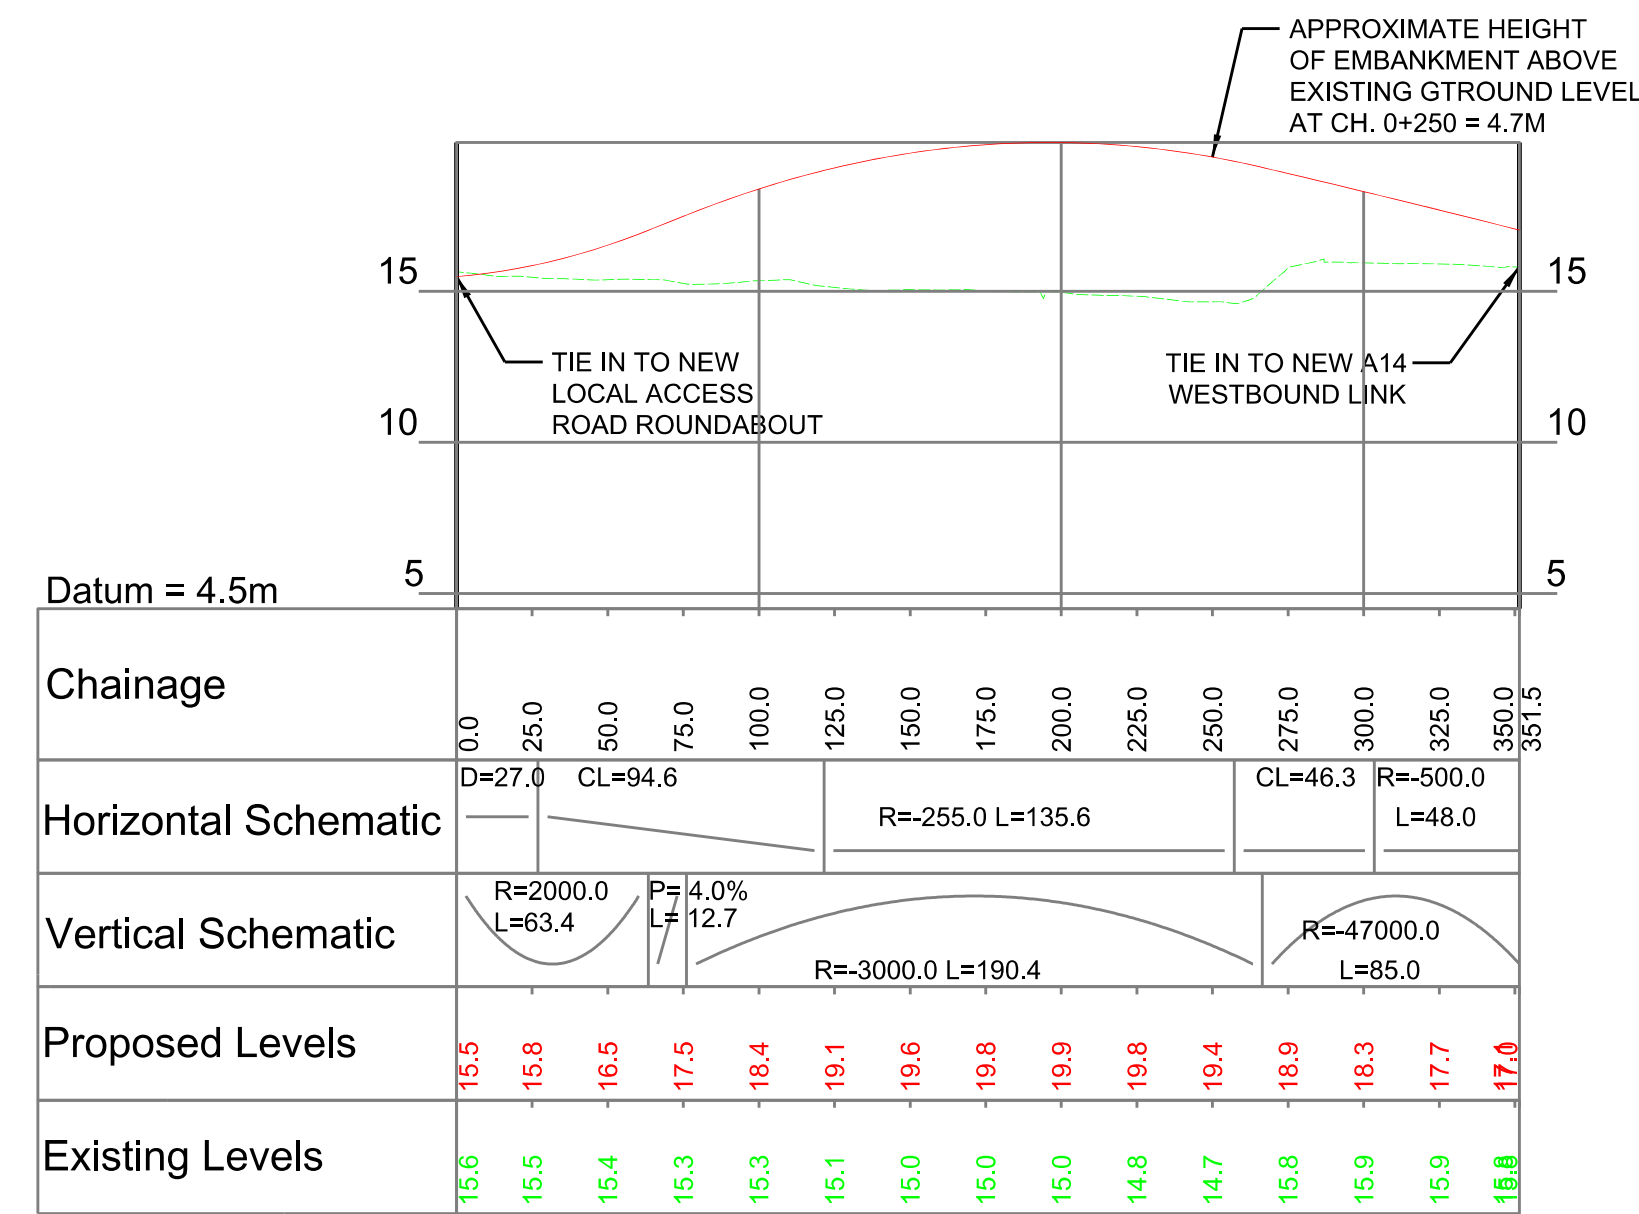 APPROXIMATE HEIGHT
OF EMBANKMENT ABOVE
EXISTING GTROUND LEVEL
AT CH. 0+250 = 4.7M
15 15
TIE IN TO NEW
LOCAL ACCESS
ROAD ROUNDABOUT
TIE IN TO NEW A14
WESTBOUND LINK
10 10
5 5
Datum = 4.5m
Chainage
0.0 25.0 50.0 75.0 100.0 125.0 150.0 175.0 200.0 225.0 250.0 275.0 300.0 325.0 350.0 351.5
Horizontal Schematic
D=27.0 CL=94.6 R=-255.0 L=135.6 CL=46.3 R=-500.0
L=48.0
Vertical Schematic
R=2000.0
L=63.4
P= 4.0%
L= 12.7
R=-3000.0 L=190.4
R=-47000.0
L=85.0
Proposed Levels
15.5 15.8 16.5 17.5 18.4 19.1 19.6 19.8 19.9 19.8 19.4 18.9 18.3 17.7 17.1 17.0
Existing Levels
15.6 15.5 15.4 15.3 15.3 15.1 15.0 15.0 15.0 14.8 14.7 15.8 15.9 15.9